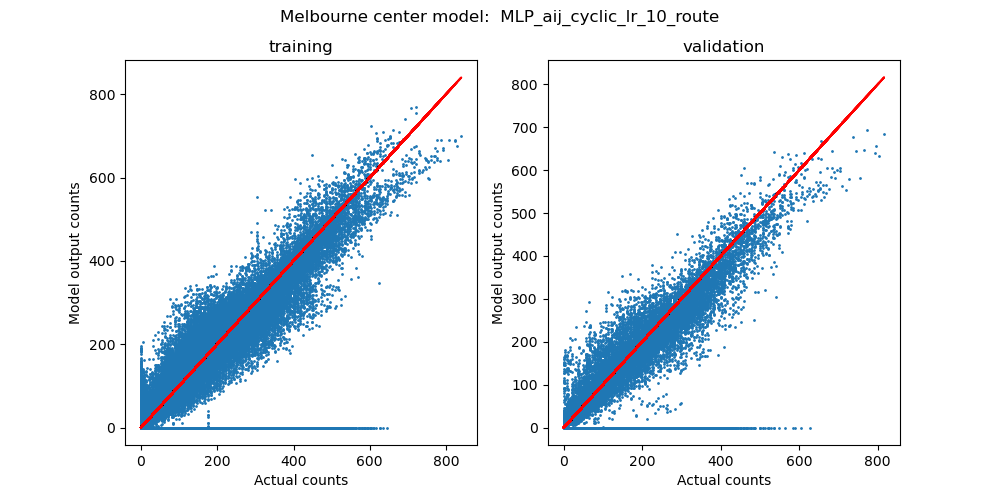 Melbourne center model:  MLP_aij_cyclic_lr_10_route
training
800
600
400
200
0
0 200 400 600 800
Model output counts
Actual counts
validation
800
700
600
500
400
300
200
100
0
0 200 400 600 800
Model output counts
Actual counts